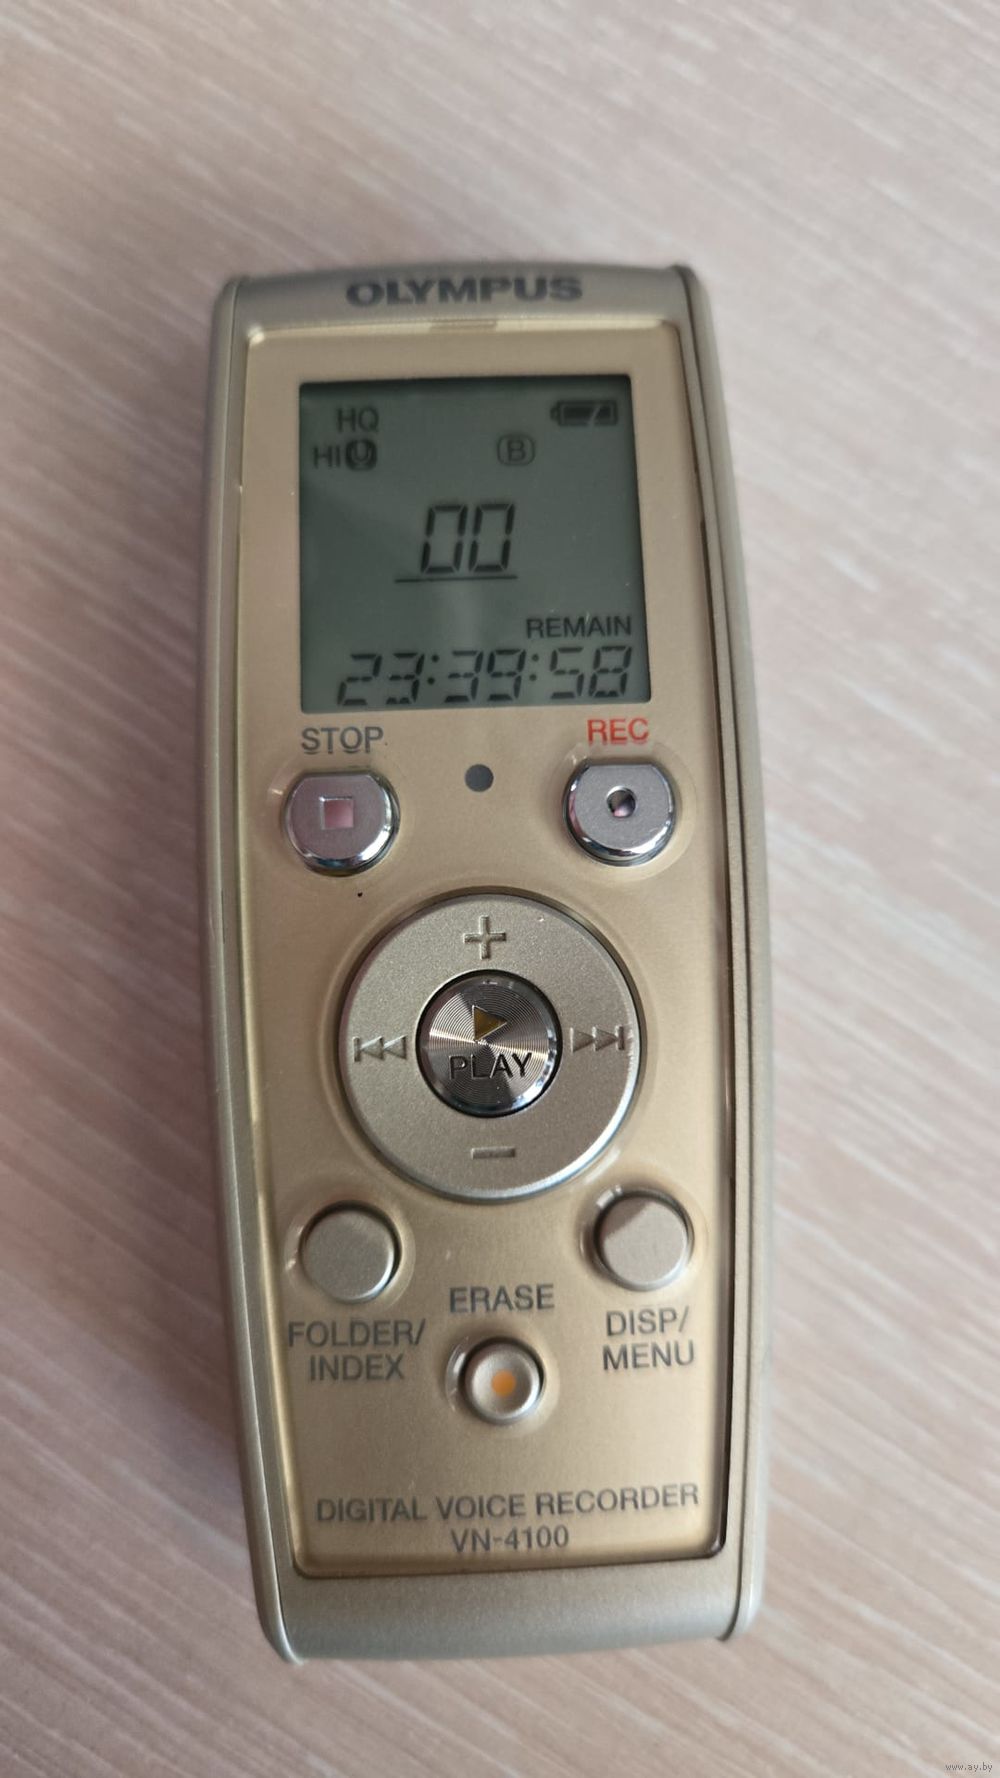 OLYMPUS
HQ
HI
B
00
REMAIN
23:39:58
STOP
REC
PLAY
ERASE
FOLDER/
INDEX
DISP/
MENU
DIGITAL VOICE RECORDER
VN-4100
www.ay.by